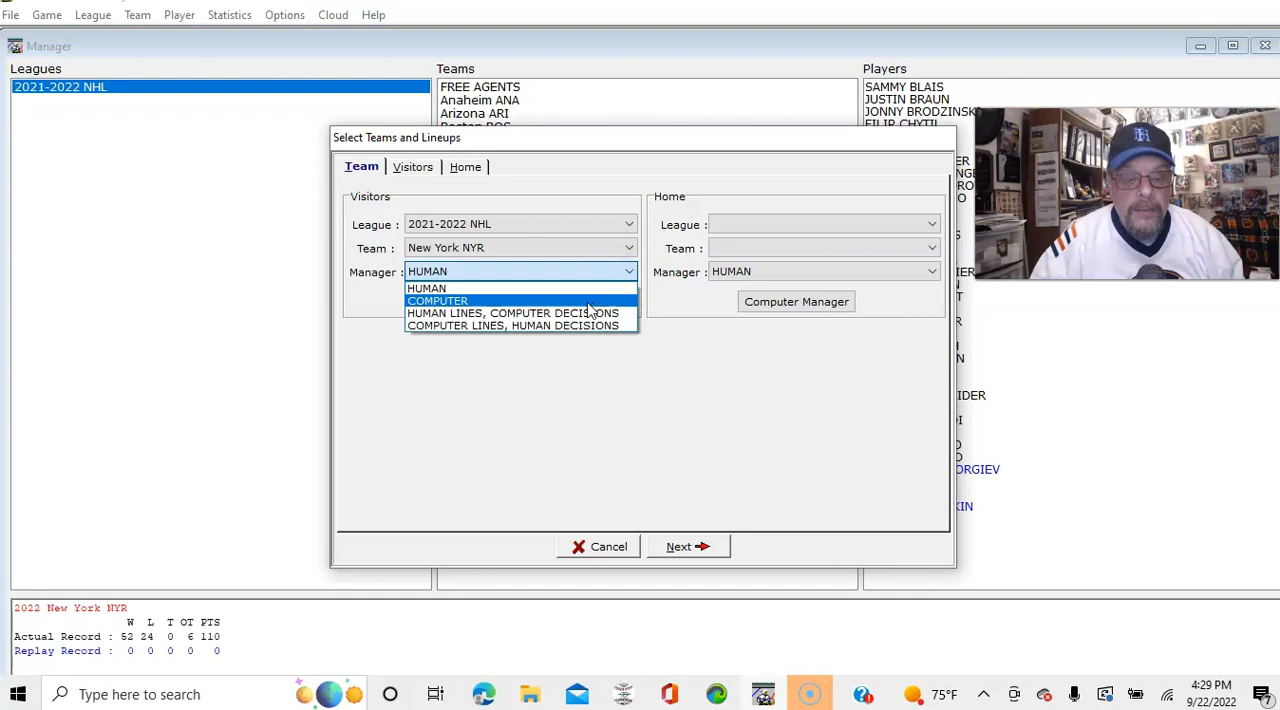 File Game League Team Player Statistics Options Cloud Help
Manager
Leagues Teams Players
2021-2022 NHL
FREE AGENTS
Anaheim ANA
Arizona ARI
SAMMY BLAIS
JUSTIN BRAUN
JONNY BRODZINSK
FILIP CHYTIL
Select Teams and Lineups
Team Visitors Home
Visitors
League : 2021-2022 NHL
Team : New York NYR
Manager : HUMAN
HUMAN
COMPUTER
HUMAN LINES, COMPUTER DECISIONS
COMPUTER LINES, HUMAN DECISIONS
Home
League :
Team :
Manager : HUMAN
Computer Manager
IDER
ORGIEV
KIN
Cancel Next
2022 New York NYR
W L T OT PTS
Actual Record : 52 24 0 6 110
Replay Record : 0 0 0 0 0
Type here to search
75°F
4:29 PM
9/22/2022
7